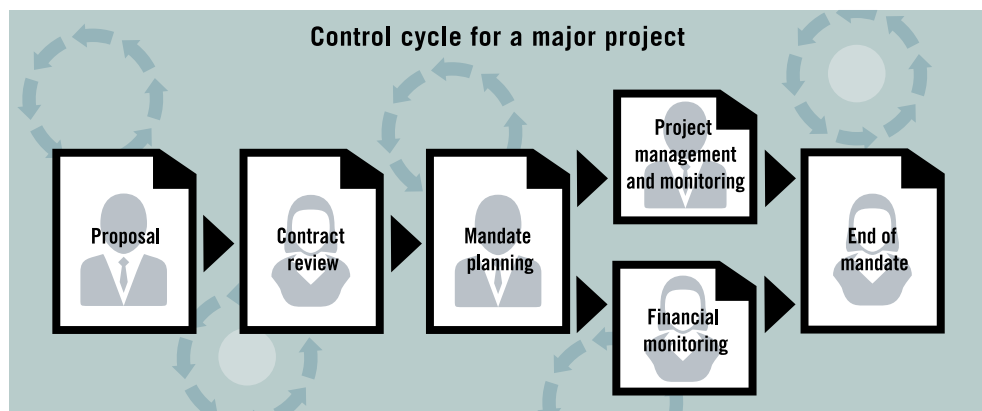 Control cycle for a major project
Proposal
Contract
review
Mandate
planning
Project
management
and monitoring
Financial
monitoring
End of
mandate